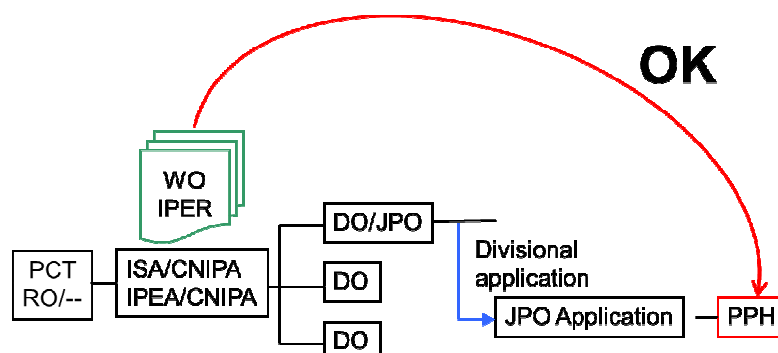 OK
WO
IPER
PCT
RO/--
ISA/CNIPA
IPEA/CNIPA
DO/JPO
DO
DO
Divisional
application
JPO Application
PPH